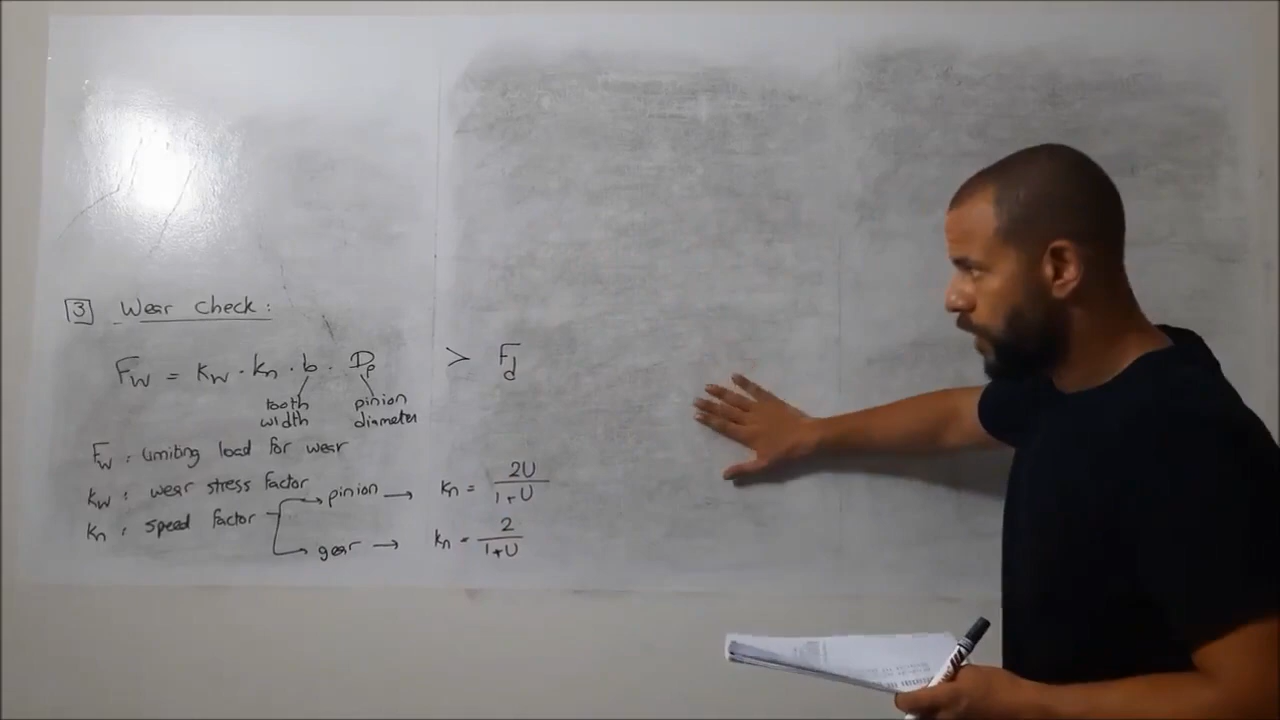 3 Wear Check:
Fw = kw . kn . b . Dp > Fd
tooth width
pinion diameter
Fw : limiting load for wear
kw : wear stress factor
kn : speed factor
pinion → kn = 2U / 1+U
gear → kn = 2 / 1+U